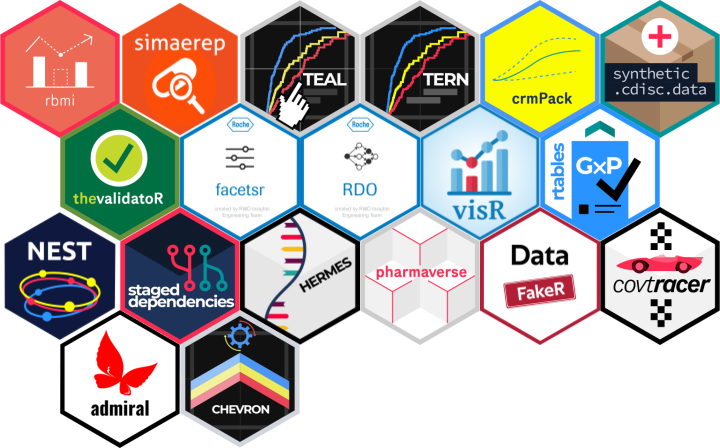 rbmi
simaerep
TEAL
TERN
crmPack
synthetic
.cdisc.data
thevalidatoR
Roche
facetsr
created by RWD Insights
Engineering Team
Roche
RDO
created by RWD Insights
Engineering Team
visR
rtables
GxP
NEST
staged
dependencies
HERMES
pharmaverse
Data
FakeR
covtracer
admiral
CHEVRON